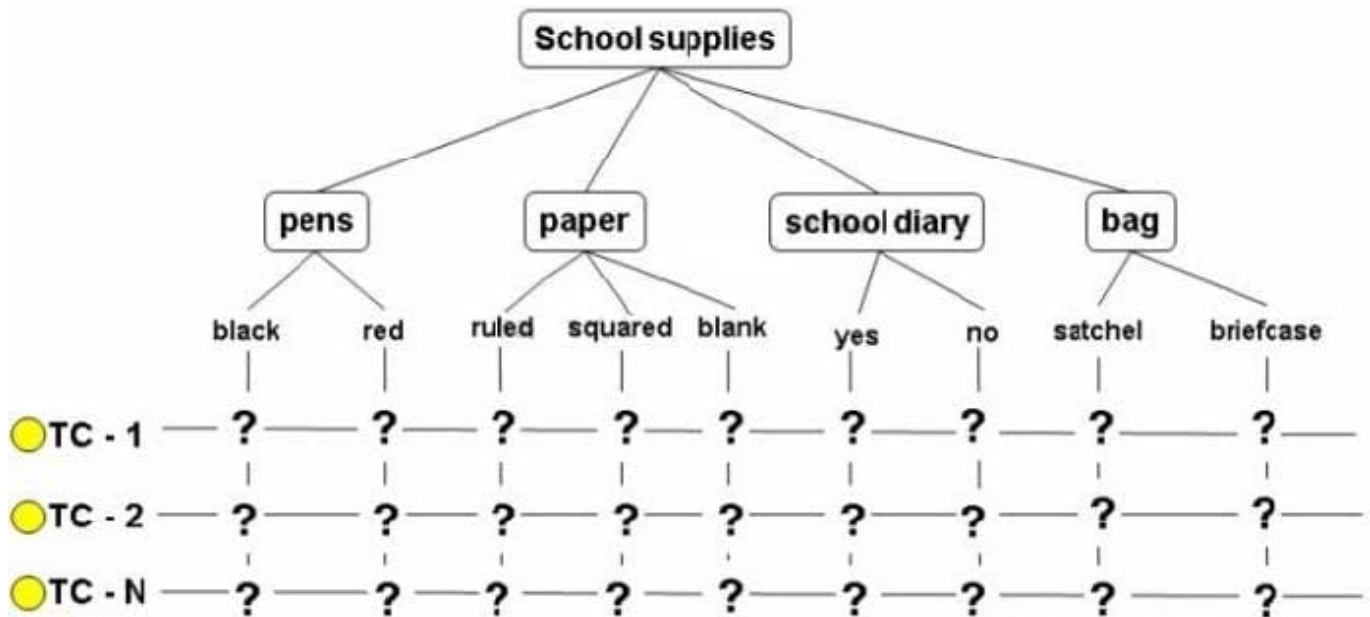 School supplies
pens paper school diary bag
black red ruled squared blank yes no satchel briefcase
TC - 1 ? ? ? ? ? ? ? ? ?
TC - 2 ? ? ? ? ? ? ? ? ?
TC - N ? ? ? ? ? ? ? ? ?